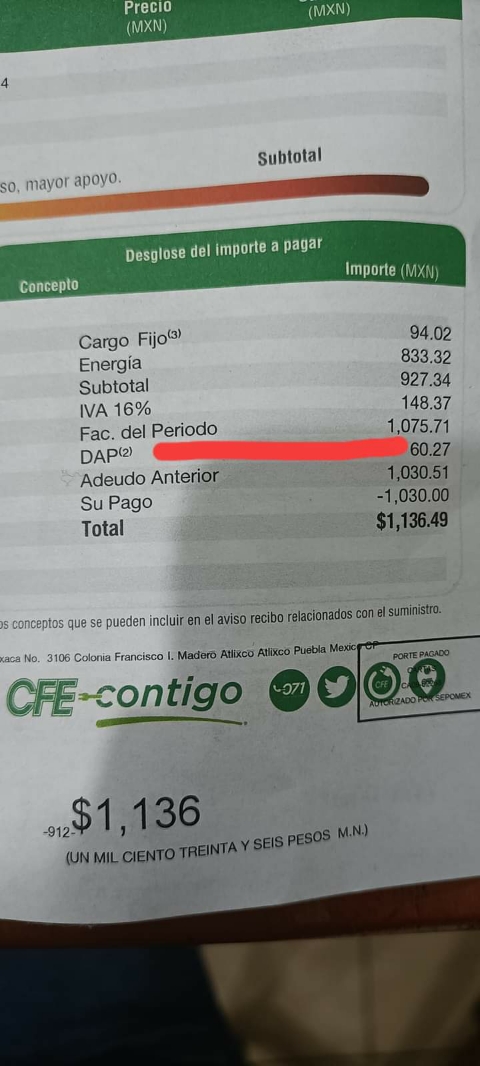 Precio
(MXN)
(MXN)
4
Subtotal
so, mayor apoyo.
Desglose del importe a pagar
Concepto
Importe (MXN)
Cargo Fijo(3) 94.02
Energía 833.32
Subtotal 927.34
IVA 16% 148.37
Fac. del Periodo 1,075.71
DAP(2) 60.27
Adeudo Anterior 1,030.51
Su Pago -1,030.00
Total $1,136.49
os conceptos que se pueden incluir en el aviso recibo relacionados con el suministro.
xaca No. 3106 Colonia Francisco I. Madero Atlixco Atlixco Puebla Mexico CP
PORTE PAGADO
CFE contigo
071
CFE
AUTORIZADO POR SEPOMEX
-912-
$1,136
(UN MIL CIENTO TREINTA Y SEIS PESOS M.N.)